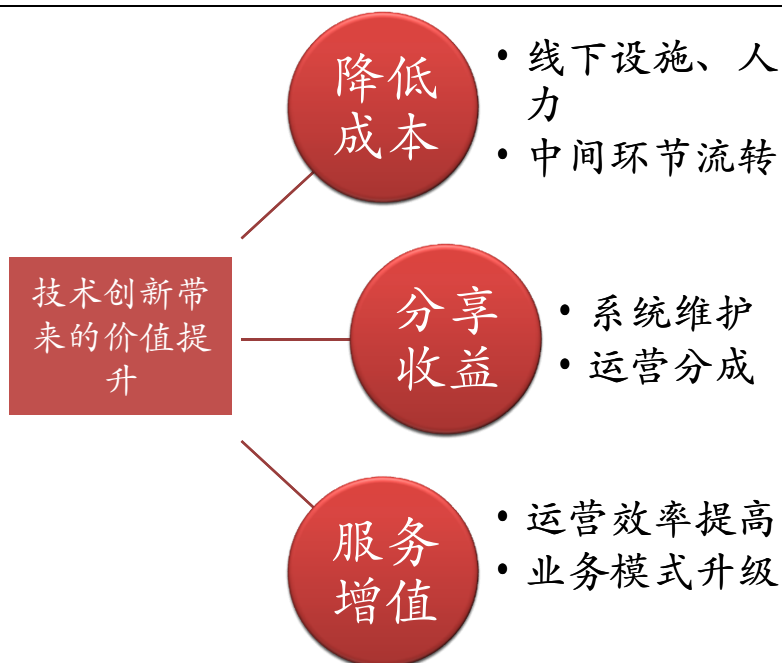 降低
成本
• 线下设施、人
力
• 中间环节流转
技术创新带
来的价值提
升
分享
收益
• 系统维护
• 运营分成
服务
增值
• 运营效率提高
• 业务模式升级